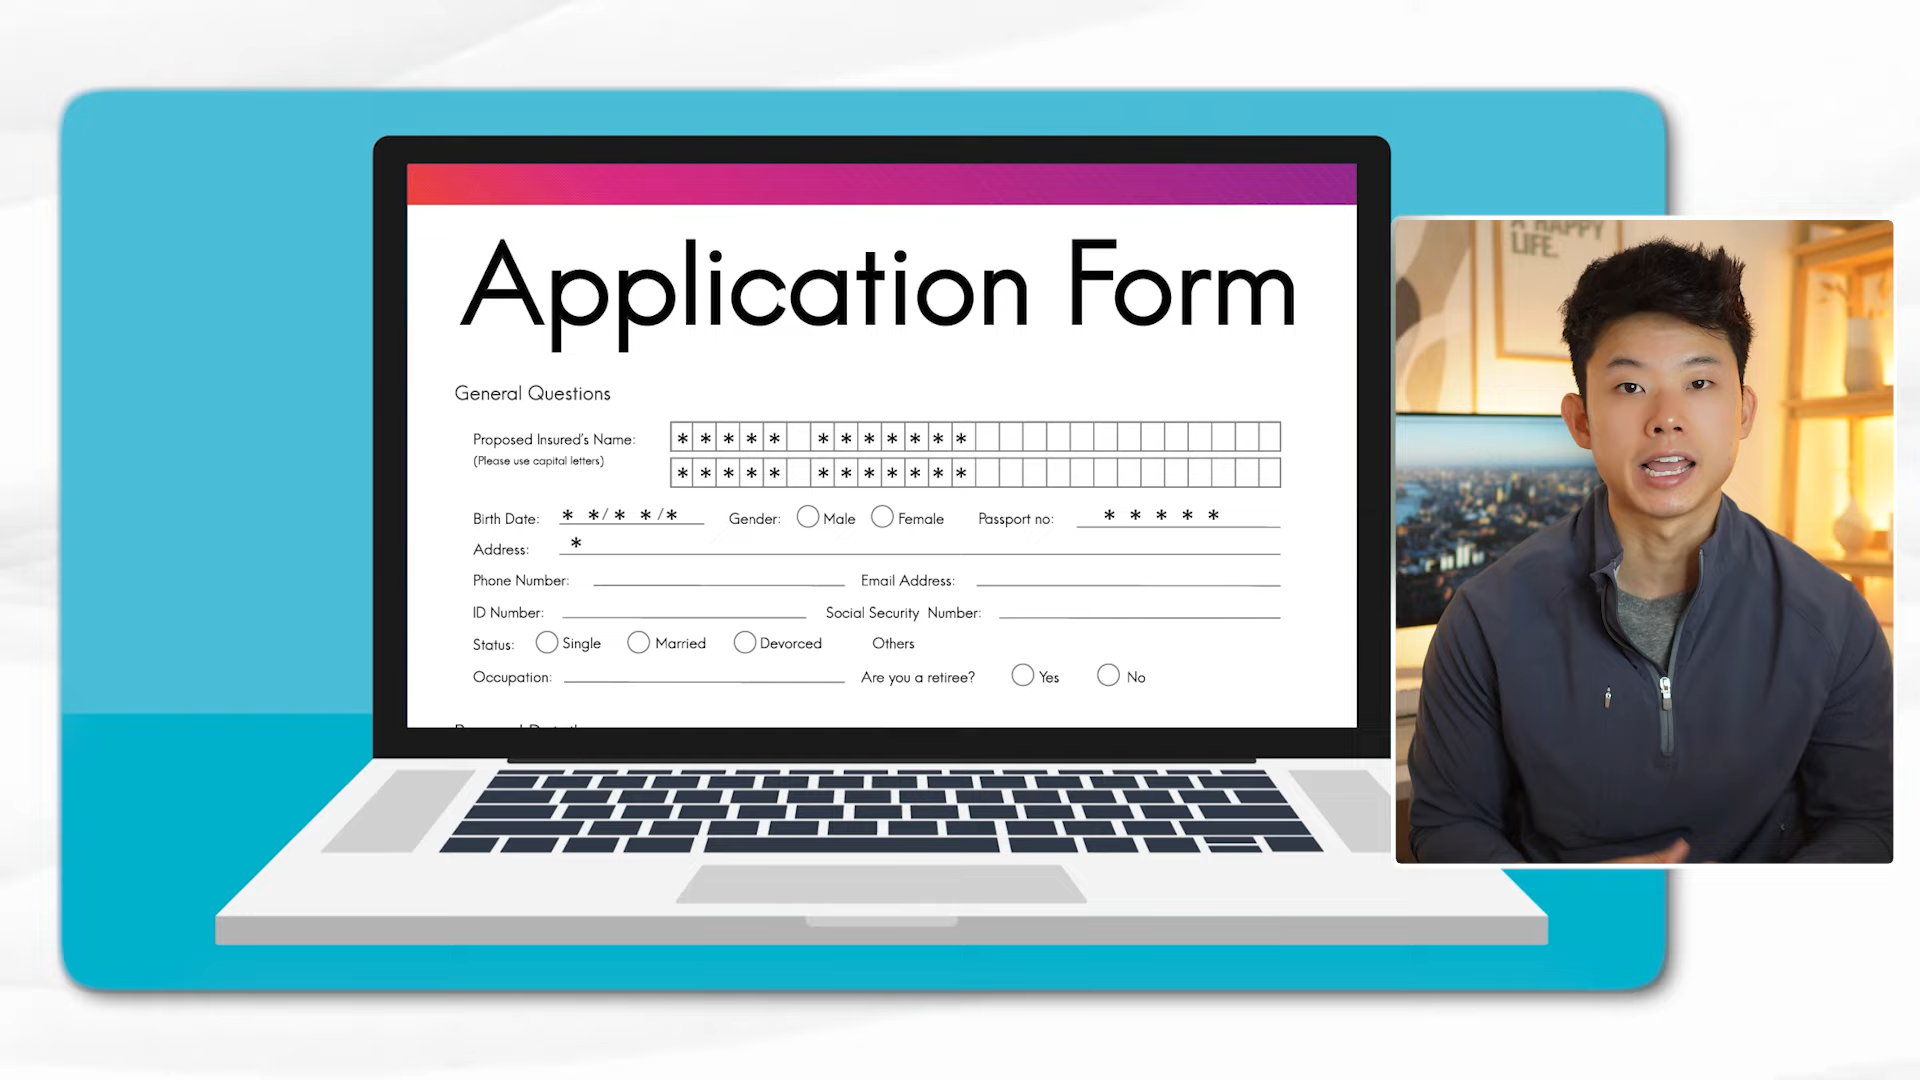 Application Form
General Questions
Proposed Insured's Name: * * * * * * * * * * * *
(Please use capital letters)
* * * * * * * * * * * *
Birth Date: * */* */* Gender: Male Female Passport no: * * * * *
Address: *
Phone Number: Email Address:
ID Number: Social Security Number:
Status: Single Married Devorced Others
Occupation: Are you a retiree? Yes No
A HAPPY
LIFE.